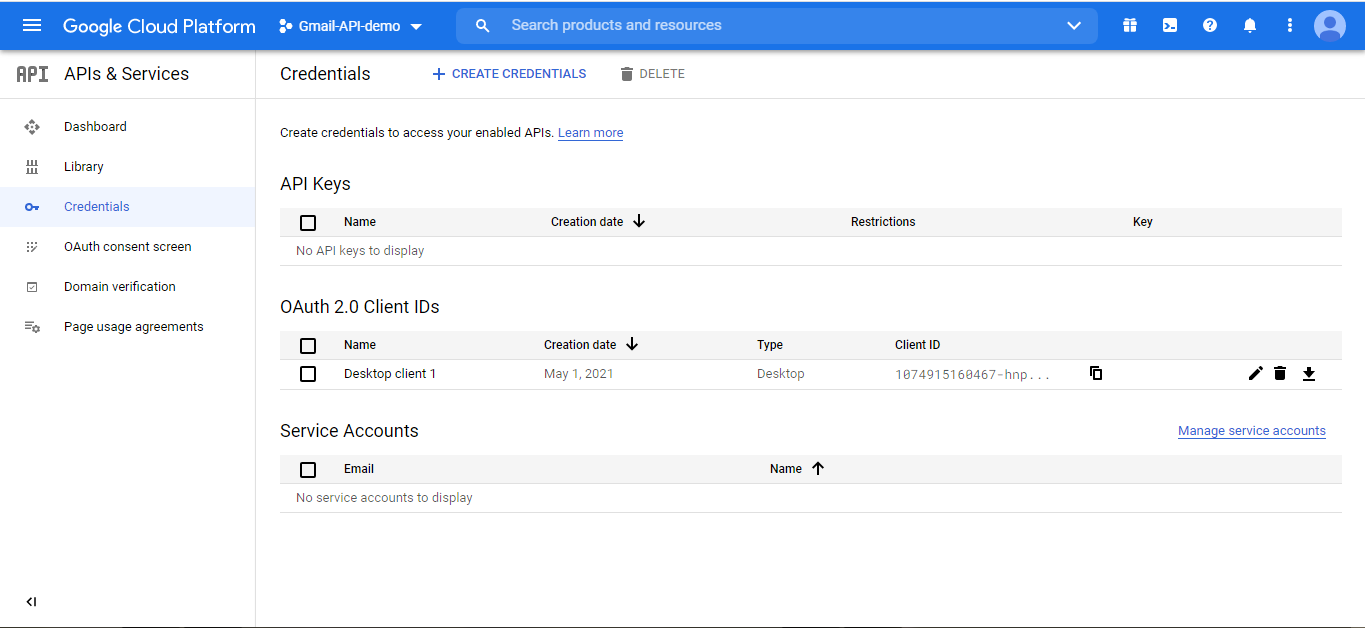 Google Cloud Platform Gmail-API-demo Search products and resources
API APIs & Services Credentials CREATE CREDENTIALS DELETE
Dashboard
Library
Credentials
OAuth consent screen
Domain verification
Page usage agreements
Create credentials to access your enabled APIs. Learn more
API Keys
Name Creation date Restrictions Key
No API keys to display
OAuth 2.0 Client IDs
Name Creation date Type Client ID
Desktop client 1 May 1, 2021 Desktop 1074915160467-hnp...
Service Accounts Manage service accounts
Email Name
No service accounts to display